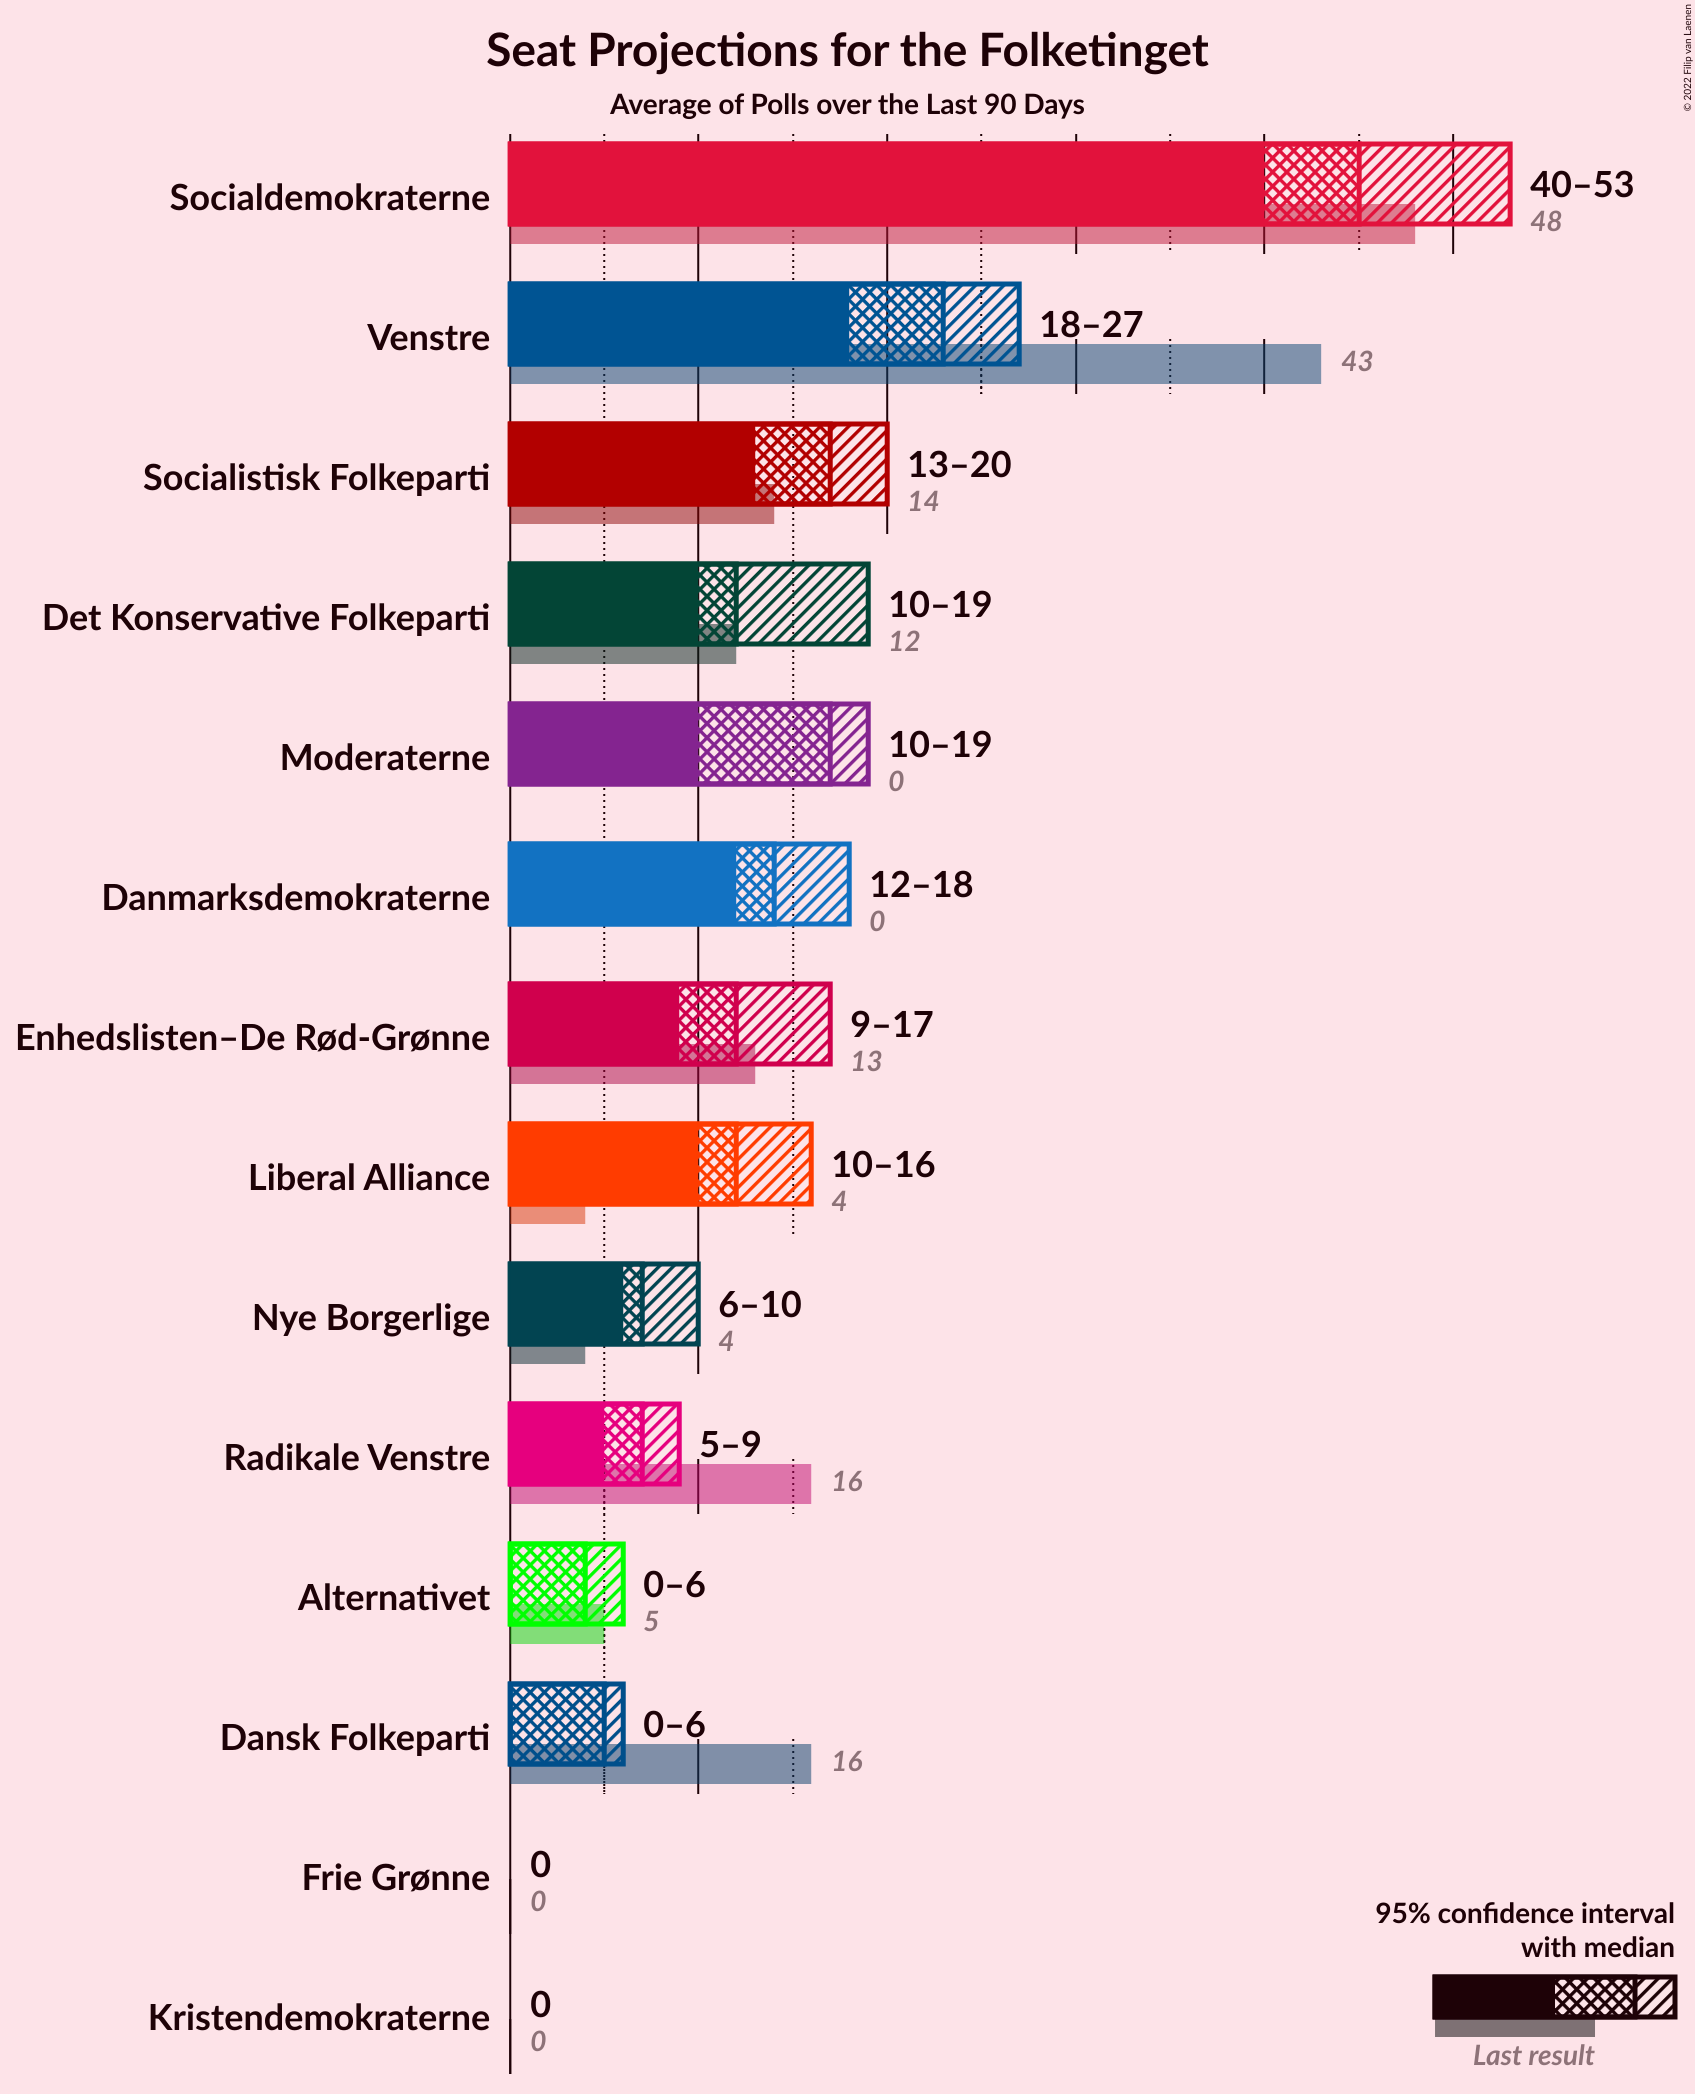 Seat Projections for the Folketinget
Average of Polls over the Last 90 Days
© 2022 Filip van Laenen
Socialdemokraterne
40–53
48
Venstre
18–27
43
Socialistisk Folkeparti
13–20
14
Det Konservative Folkeparti
10–19
12
Moderaterne
10–19
0
Danmarksdemokraterne
12–18
0
Enhedslisten–De Rød-Grønne
9–17
13
Liberal Alliance
10–16
4
Nye Borgerlige
6–10
4
Radikale Venstre
5–9
16
Alternativet
0–6
5
Dansk Folkeparti
0–6
16
Frie Grønne
0
0
Kristendemokraterne
0
0
95% confidence interval
with median
Last result